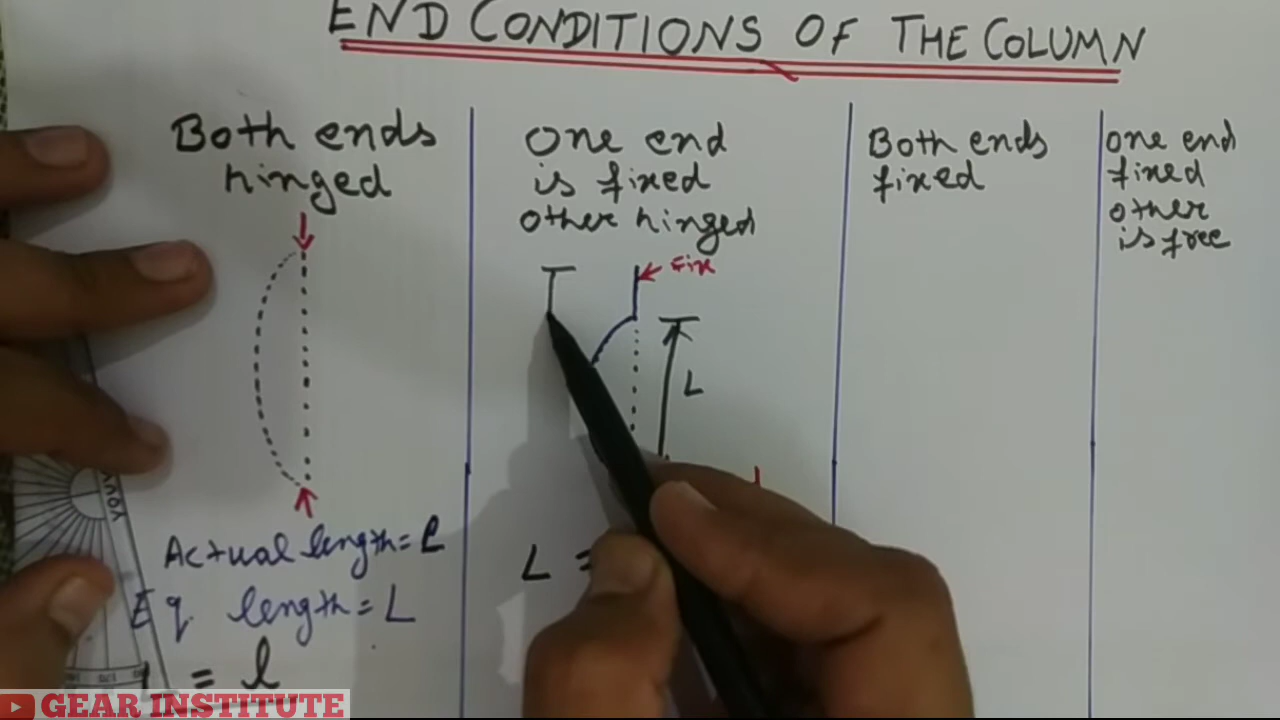 END CONDITIONS OF THE COLUMN
Both ends
hinged
Actual length = l
Eq. length = L
L = l
One end
is fixed
other hinged
Fix
L
L =
Both ends
fixed
one end
fixed
other
is free
GEAR INSTITUTE